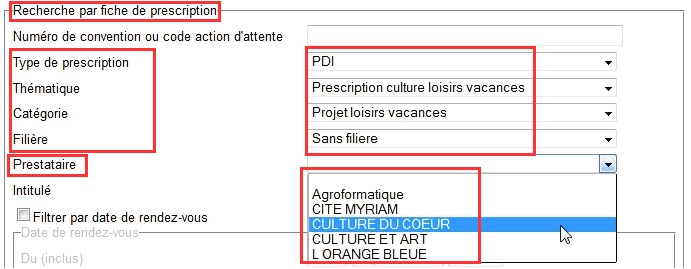 Recherche par fiche de prescription
Numéro de convention ou code action d'attente
Type de prescription PDI
Thématique Prescription culture loisirs vacances
Catégorie Projet loisirs vacances
Filière Sans filiere
Prestataire
Intitulé Agroformatique
CITE MYRIAM
Filtrer par date de rendez-vous CULTURE DU COEUR
Date de rendez-vous CULTURE ET ART
Du (inclus) L ORANGE BLEUE